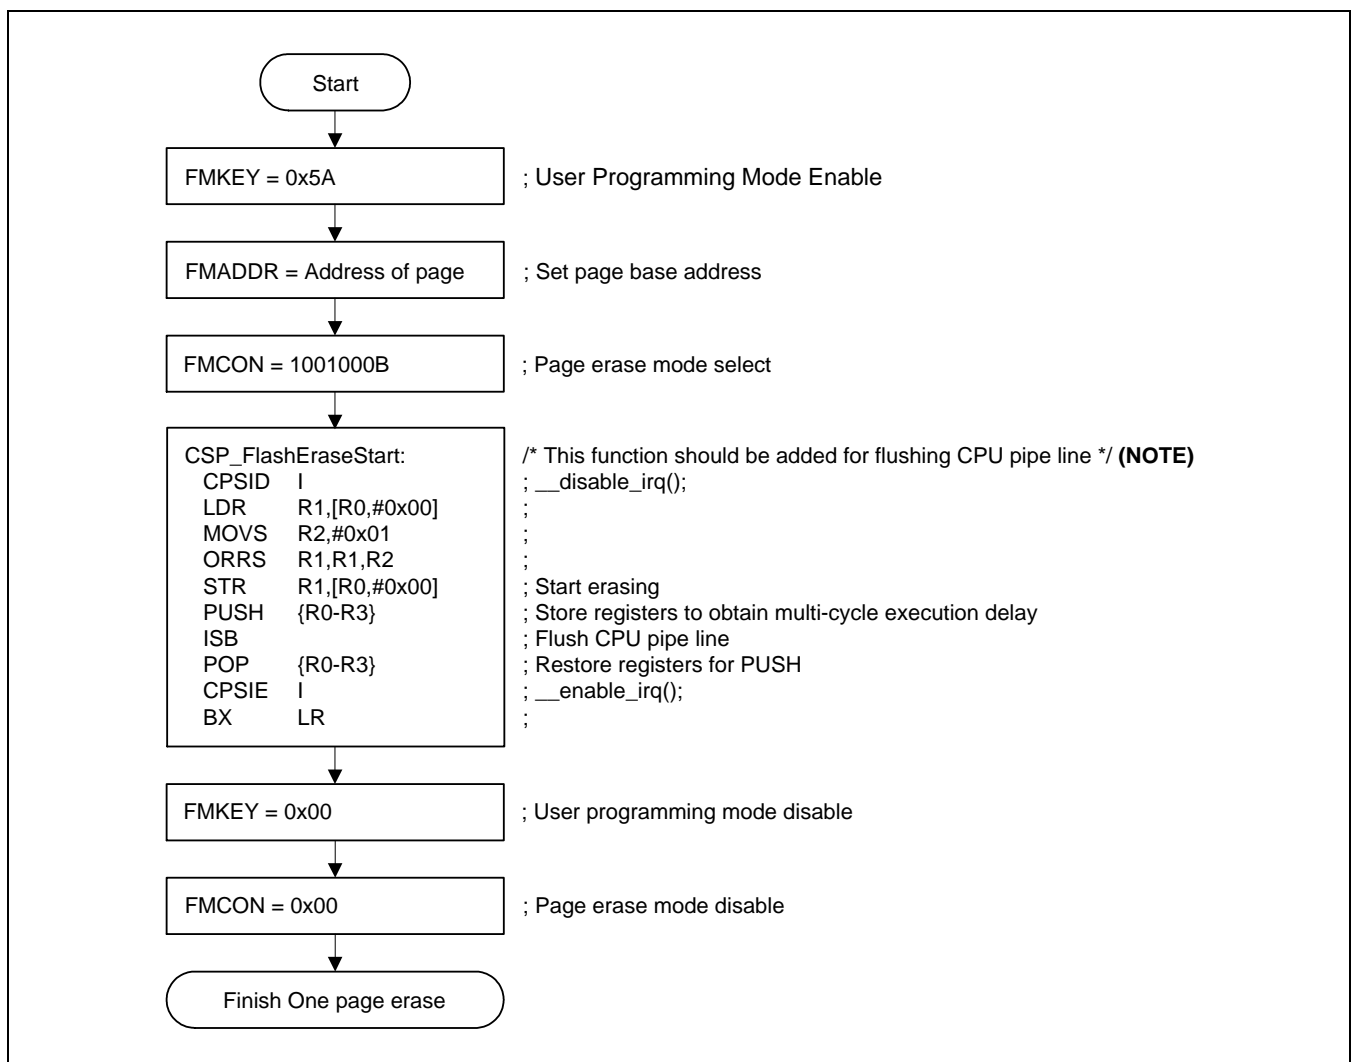 Start
FMKEY = 0x5A ; User Programming Mode Enable
FMADDR = Address of page ; Set page base address
FMCON = 1001000B ; Page erase mode select
CSP_FlashEraseStart: /* This function should be added for flushing CPU pipe line */ (NOTE)
CPSID I ; __disable_irq();
LDR R1,[R0,#0x00] ;
MOVS R2,#0x01 ;
ORRS R1,R1,R2 ;
STR R1,[R0,#0x00] ; Start erasing
PUSH {R0-R3} ; Store registers to obtain multi-cycle execution delay
ISB ; Flush CPU pipe line
POP {R0-R3} ; Restore registers for PUSH
CPSIE I ; __enable_irq();
BX LR ;
FMKEY = 0x00 ; User programming mode disable
FMCON = 0x00 ; Page erase mode disable
Finish One page erase